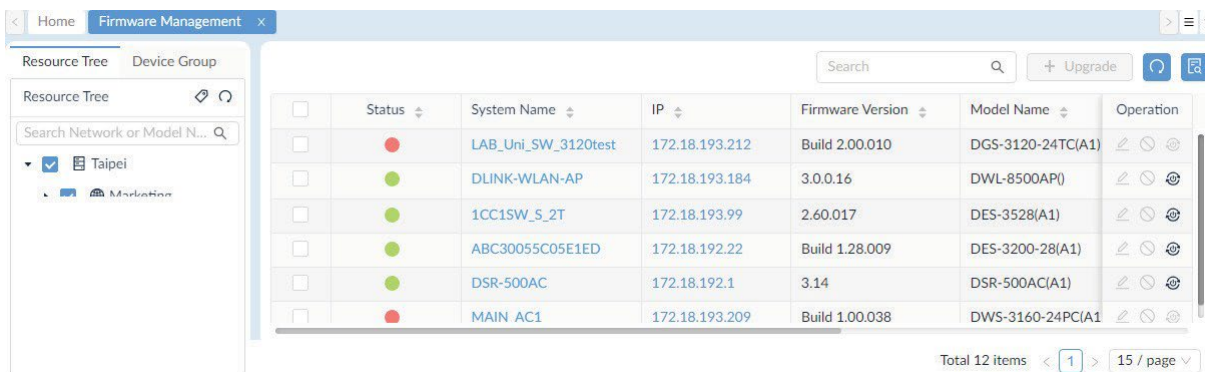 Home Firmware Management ×
Resource Tree Device Group
Search + Upgrade
Resource Tree
Search Network or Model N...
Taipei
Marketing
Status System Name IP Firmware Version Model Name Operation
LAB_Uni_SW_3120test 172.18.193.212 Build 2.00.010 DGS-3120-24TC(A1)
DLINK-WLAN-AP 172.18.193.184 3.0.0.16 DWL-8500AP()
1CC1SW_S_2T 172.18.193.99 2.60.017 DES-3528(A1)
ABC30055C05E1ED 172.18.192.22 Build 1.28.009 DES-3200-28(A1)
DSR-500AC 172.18.192.1 3.14 DSR-500AC(A1)
MAIN_AC1 172.18.193.209 Build 1.00.038 DWS-3160-24PC(A1
Total 12 items < 1 > 15 / page